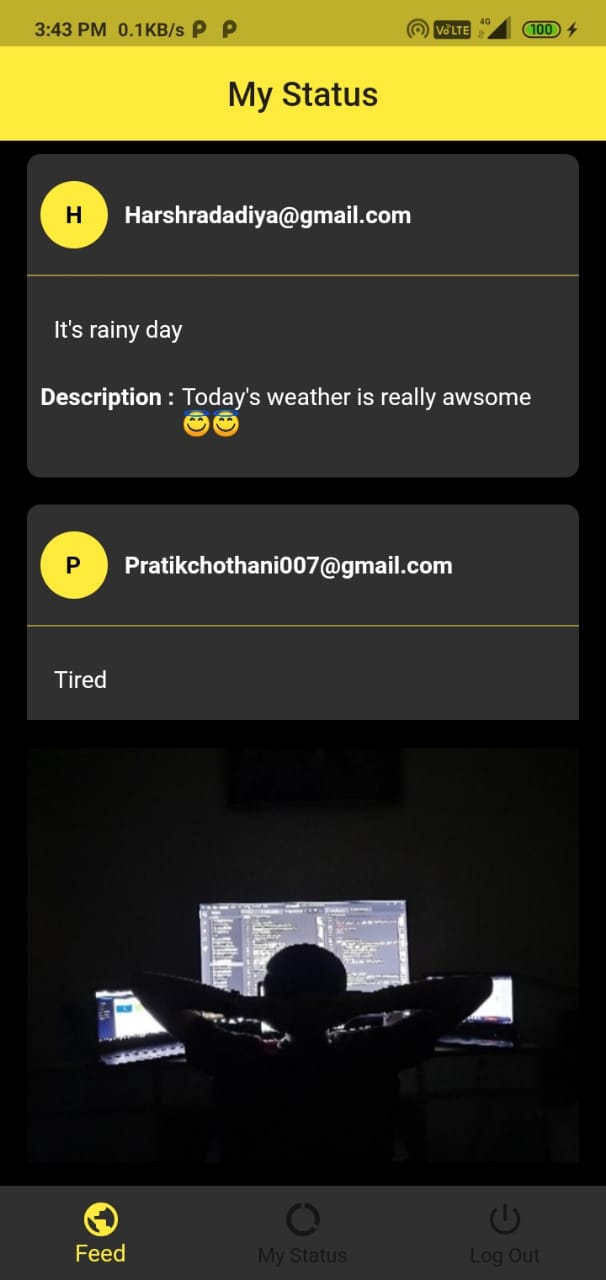 3:43 PM 0.1KB/s P P VoLTE 4G 100
My Status
H Harshradadiya@gmail.com
It's rainy day
Description : Today's weather is really awsome
😇😇
P Pratikchothani007@gmail.com
Tired
Feed My Status Log Out